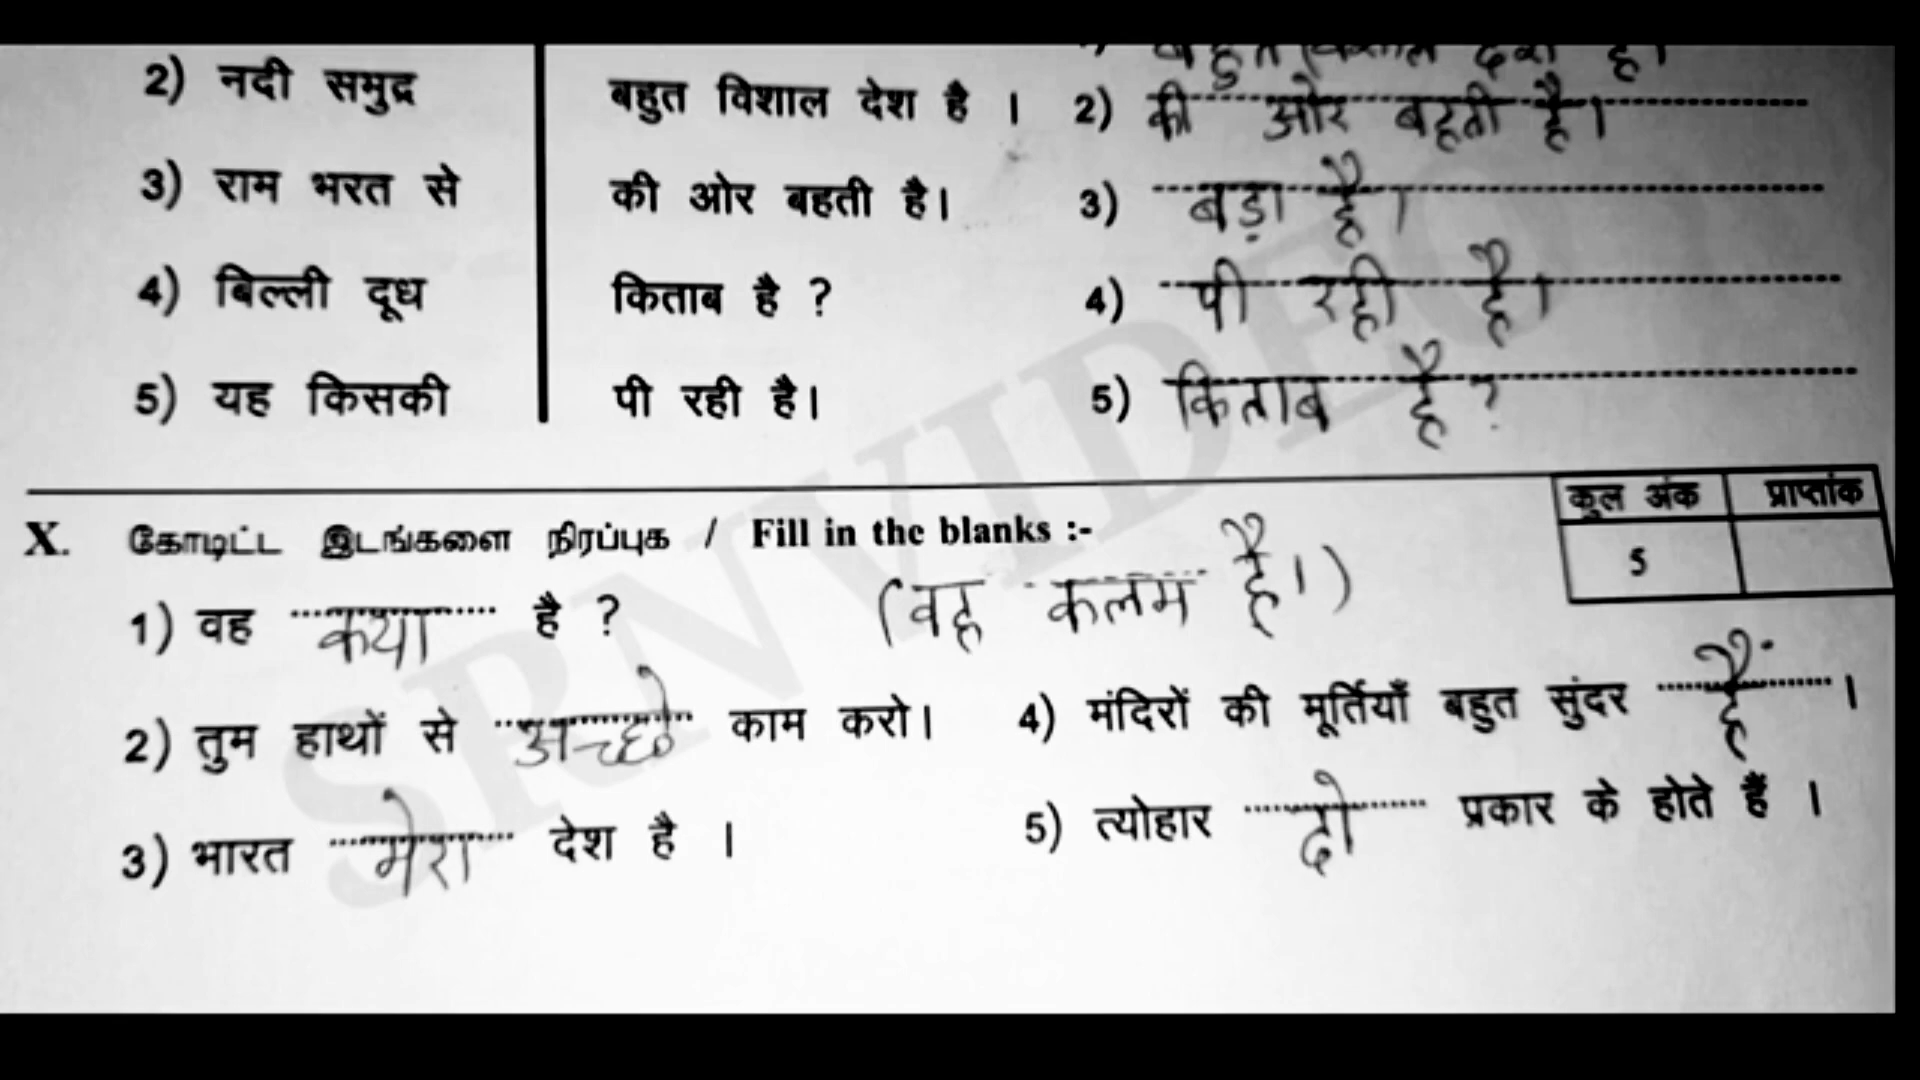 बहुत विशाल देश है।
2) नदी समुद्र बहुत विशाल देश है । 2) की ओर बहती है।
3) राम भरत से की ओर बहती है। 3) बड़ा है।
4) बिल्ली दूध किताब है ? 4) पी रही है।
5) यह किसकी पी रही है। 5) किताब है ?
कुल अंक प्राप्तांक
X. கோடிட்ட இடங்களை நிரப்புக / Fill in the blanks :- 5
1) वह क्या है ? (वह कलम है।)
2) तुम हाथों से अच्छे काम करो। 4) मंदिरों की मूर्तियाँ बहुत सुंदर हैं ।
3) भारत मेरा देश है । 5) त्योहार दो प्रकार के होते हैं ।
SRNVIDEO